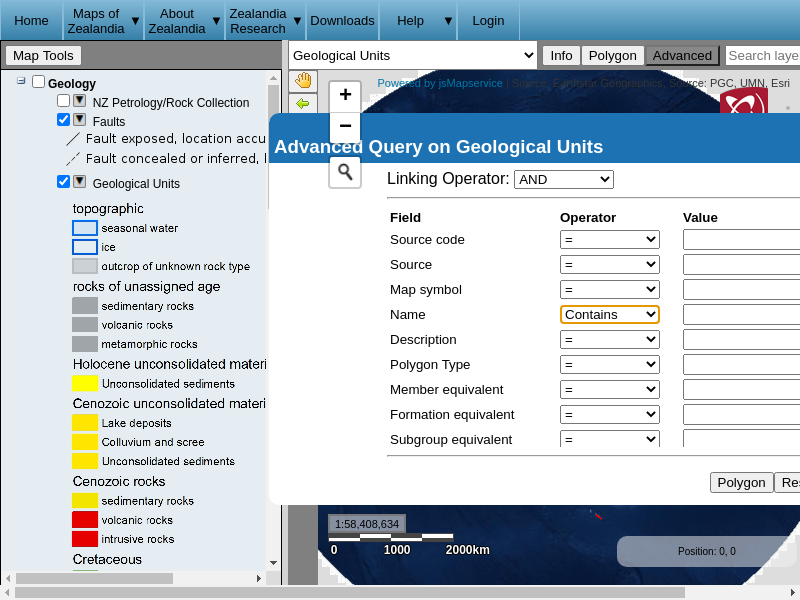 Home
Maps of Zealandia ▼
About Zealandia ▼
Zealandia Research ▼
Downloads
Help ▼
Login
Map Tools
Geological Units
Info
Polygon
Advanced
Search laye
Geology
NZ Petrology/Rock Collection
Faults
Fault exposed, location accu
Fault concealed or inferred, l
Geological Units
topographic
seasonal water
ice
outcrop of unknown rock type
rocks of unassigned age
sedimentary rocks
volcanic rocks
metamorphic rocks
Holocene unconsolidated materi
Unconsolidated sediments
Cenozoic unconsolidated materi
Lake deposits
Colluvium and scree
Unconsolidated sediments
Cenozoic rocks
sedimentary rocks
volcanic rocks
intrusive rocks
Cretaceous
+
−
Powered by jsMapservice | Source: Earthstar Geographics, Source: PGC, UMN, Esri
Advanced Query on Geological Units
Linking Operator: AND
Field Operator Value
Source code =
Source =
Map symbol =
Name Contains
Description =
Polygon Type =
Member equivalent =
Formation equivalent =
Subgroup equivalent =
Polygon
Res
1:58,408,634
0 1000 2000km
Position: 0, 0